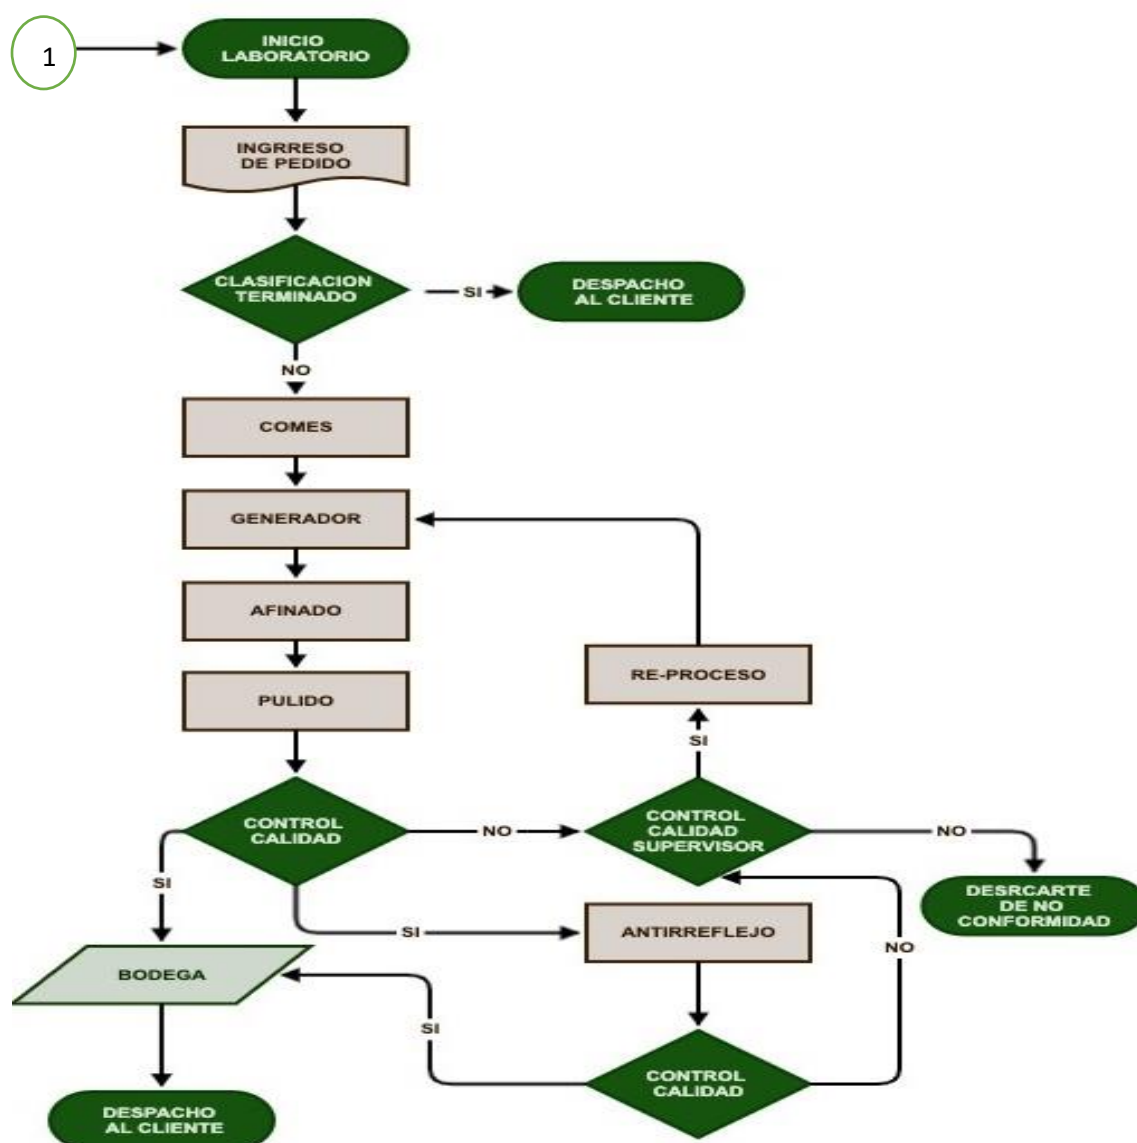 1
INICIO
LABORATORIO
INGRRESO
DE PEDIDO
CLASIFICACION
TERMINADO
SI
DESPACHO
AL CLIENTE
NO
COMES
GENERADOR
AFINADO
RE-PROCESO
PULIDO
SI
CONTROL
CALIDAD
NO
CONTROL
CALIDAD
SUPERVISOR
NO
SI
DESRCARTE
DE NO
CONFORMIDAD
SI
ANTIRREFLEJO
NO
BODEGA
SI
CONTROL
CALIDAD
DESPACHO
AL CLIENTE